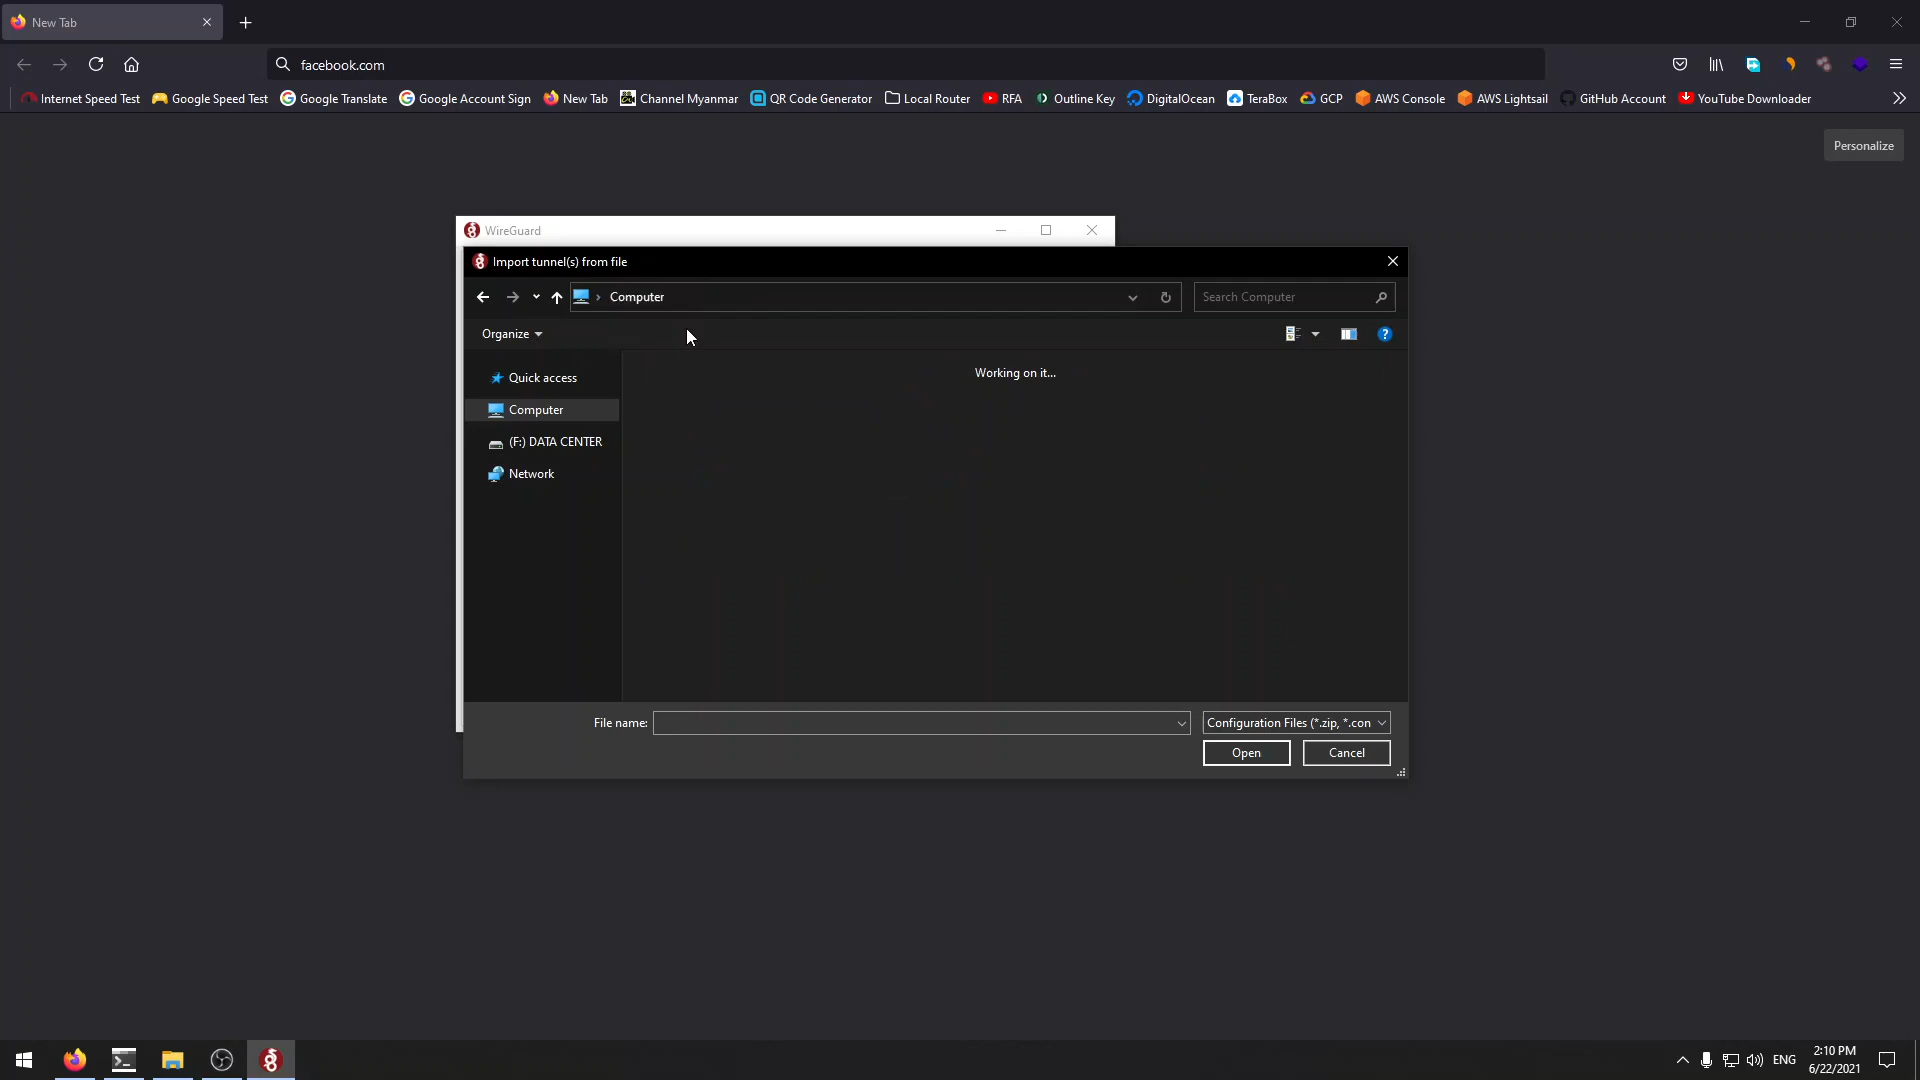 New Tab
facebook.com
Internet Speed Test Google Speed Test Google Translate Google Account Sign New Tab Channel Myanmar QR Code Generator Local Router RFA Outline Key DigitalOcean TeraBox GCP AWS Console AWS Lightsail GitHub Account YouTube Downloader
Personalize
WireGuard
Import tunnel(s) from file
Computer
Search Computer
Organize
Quick access
Working on it...
Computer
(F:) DATA CENTER
Network
File name:
Configuration Files (*.zip, *.con
Open
Cancel
ENG
2:10 PM
6/22/2021